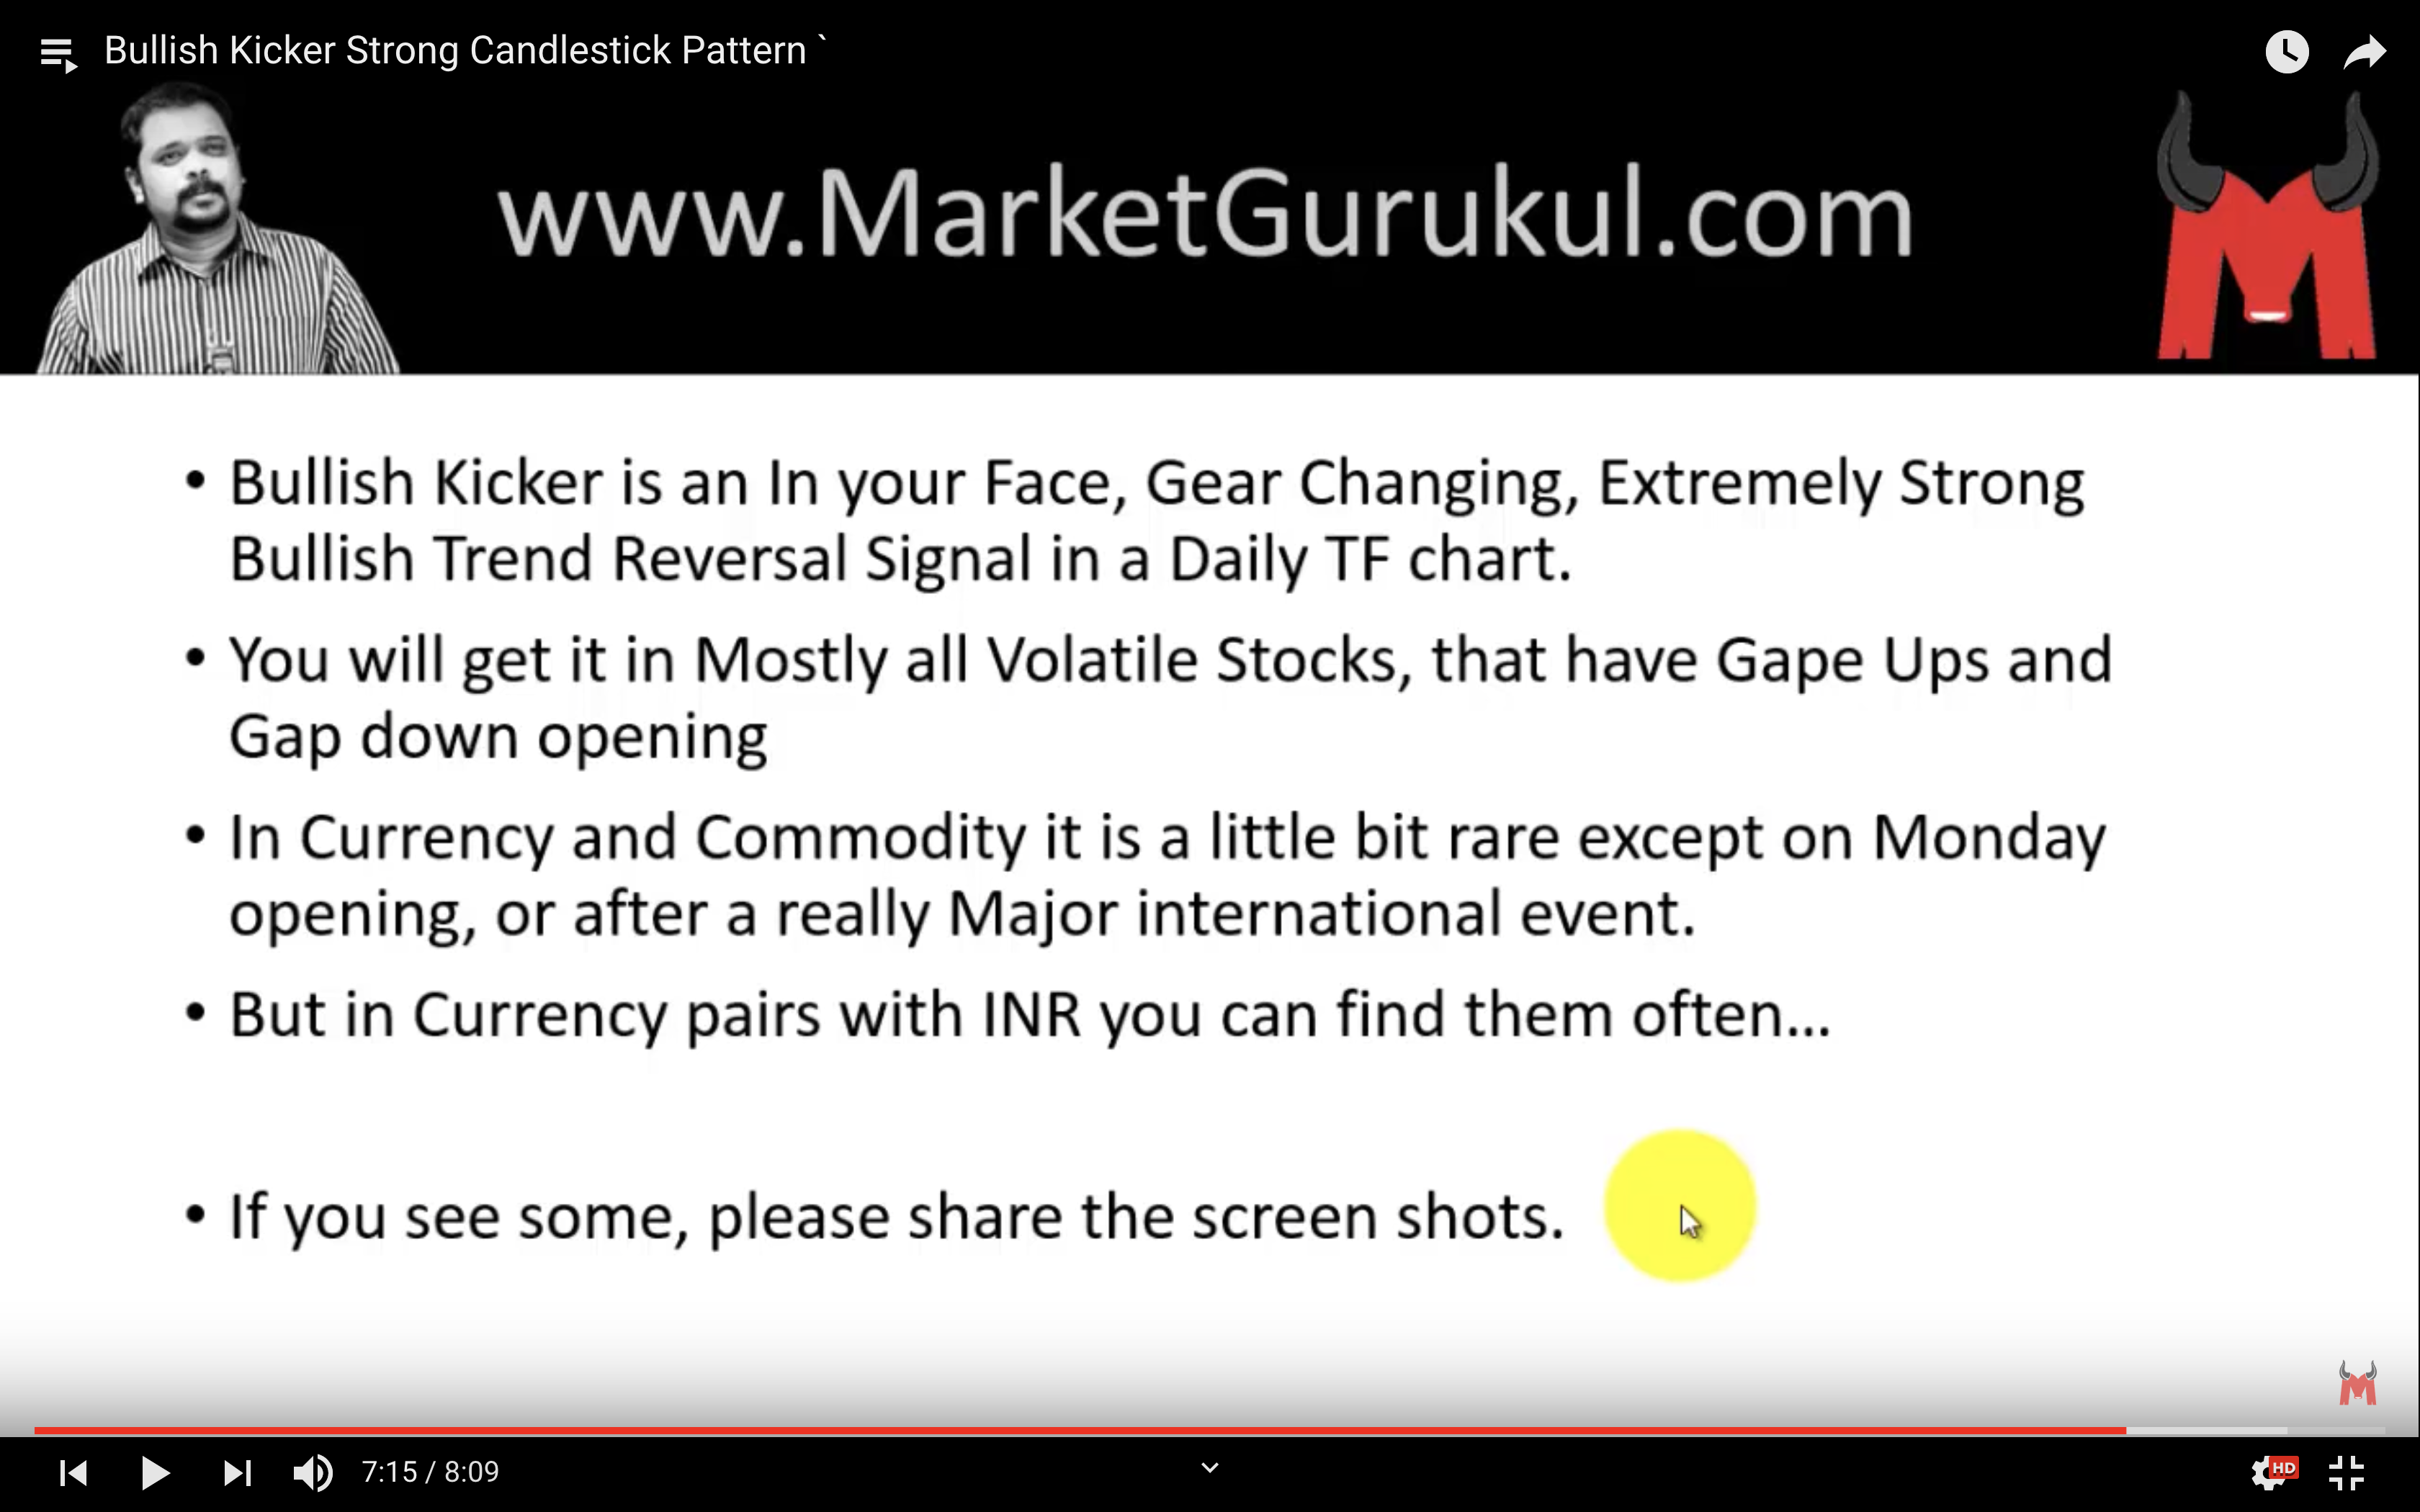 Bullish Kicker Strong Candlestick Pattern `
www.MarketGurukul.com
• Bullish Kicker is an In your Face, Gear Changing, Extremely Strong
Bullish Trend Reversal Signal in a Daily TF chart.
• You will get it in Mostly all Volatile Stocks, that have Gape Ups and
Gap down opening
• In Currency and Commodity it is a little bit rare except on Monday
opening, or after a really Major international event.
• But in Currency pairs with INR you can find them often...
• If you see some, please share the screen shots.
7:15 / 8:09
HD